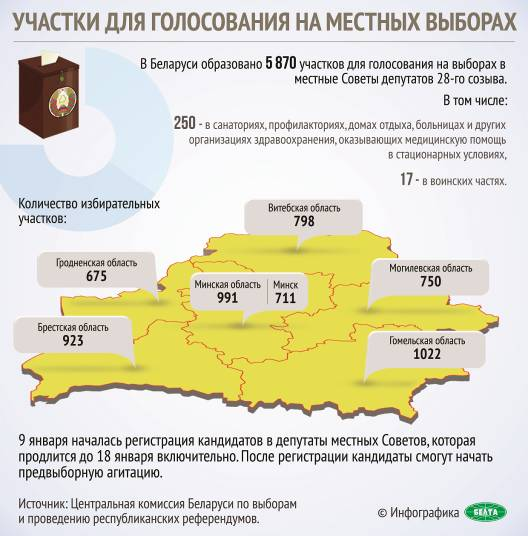 УЧАСТКИ ДЛЯ ГОЛОСОВАНИЯ НА МЕСТНЫХ ВЫБОРАХ
В Беларуси образовано 5 870 участков для голосования на выборах в
местные Советы депутатов 28-го созыва.
В том числе:
250 - в санаториях, профилакториях, домах отдыха, больницах и других
организациях здравоохранения, оказывающих медицинскую помощь
в стационарных условиях,
17 - в воинских частях.
Количество избирательных
участков:
Витебская область
798
Гродненская область
675
Минская область
991
Минск
711
Могилевская область
750
Брестская область
923
Гомельская область
1022
9 января началась регистрация кандидатов в депутаты местных Советов, которая
продлится до 18 января включительно. После регистрации кандидаты смогут начать
предвыборную агитацию.
Источник: Центральная комиссия Беларуси по выборам
и проведению республиканских референдумов.
© Инфографика БЕЛТА